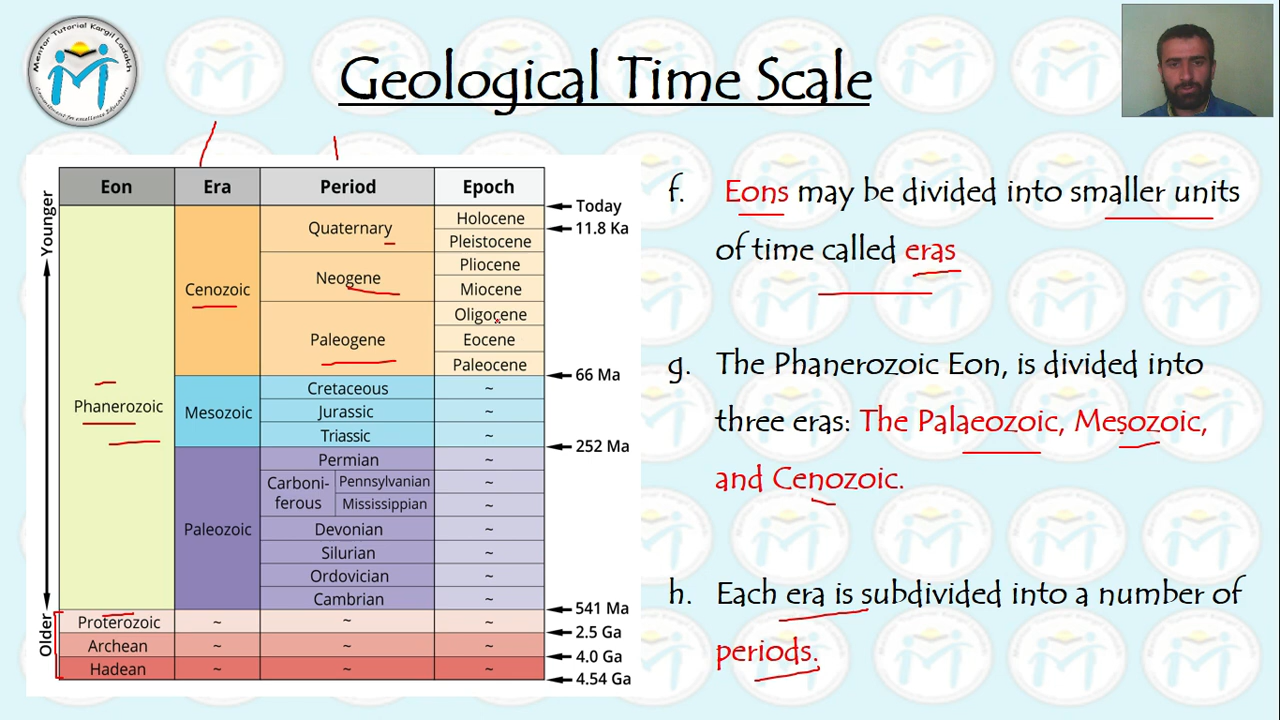 Mentor Tutorial Kargil Ladakh
Geological Time Scale
Eon Era Period Epoch
Younger
Older
Phanerozoic
Cenozoic
Quaternary
Holocene
Pleistocene
Neogene
Pliocene
Miocene
Paleogene
Oligocene
Eocene
Paleocene
Mesozoic
Cretaceous ~
Jurassic ~
Triassic ~
Paleozoic
Permian ~
Carboni-
ferous
Pennsylvanian ~
Mississippian ~
Devonian ~
Silurian ~
Ordovician ~
Cambrian ~
Proterozoic ~ ~ ~
Archean ~ ~ ~
Hadean ~ ~ ~
Today
11.8 Ka
66 Ma
252 Ma
541 Ma
2.5 Ga
4.0 Ga
4.54 Ga
f. Eons may be divided into smaller units
of time called eras
g. The Phanerozoic Eon, is divided into
three eras: The Palaeozoic, Mesozoic,
and Cenozoic.
h. Each era is subdivided into a number of
periods.